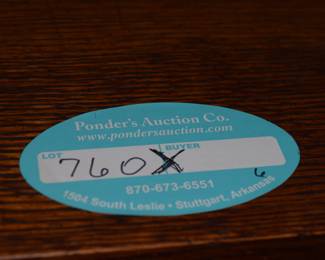 Ponder's Auction Co.
www.pondersauction.com
LOT BUYER
760X
870-673-6551
6
1504 South Leslie • Stuttgart, Arkansas